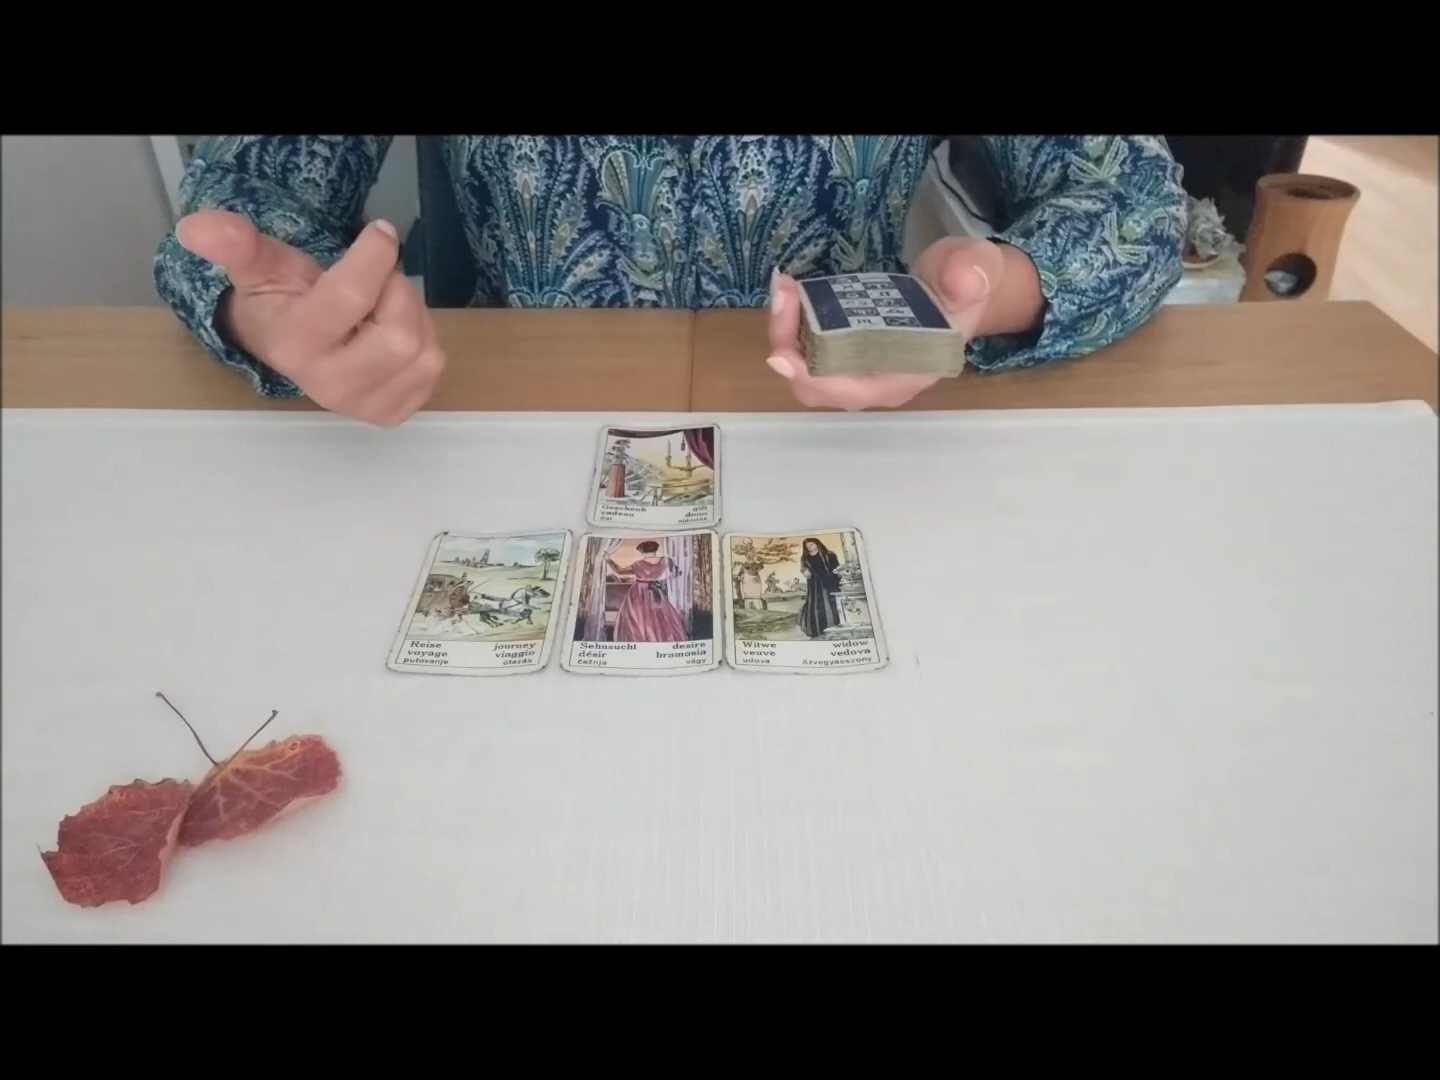 Geschenk gift
cadeau dono
dar ajándék
Reise journey
voyage viaggio
putovanje utazás
Sehnsucht desire
désir bramosia
čežnja vágy
Witwe widow
veuve vedova
udova özvegyasszony